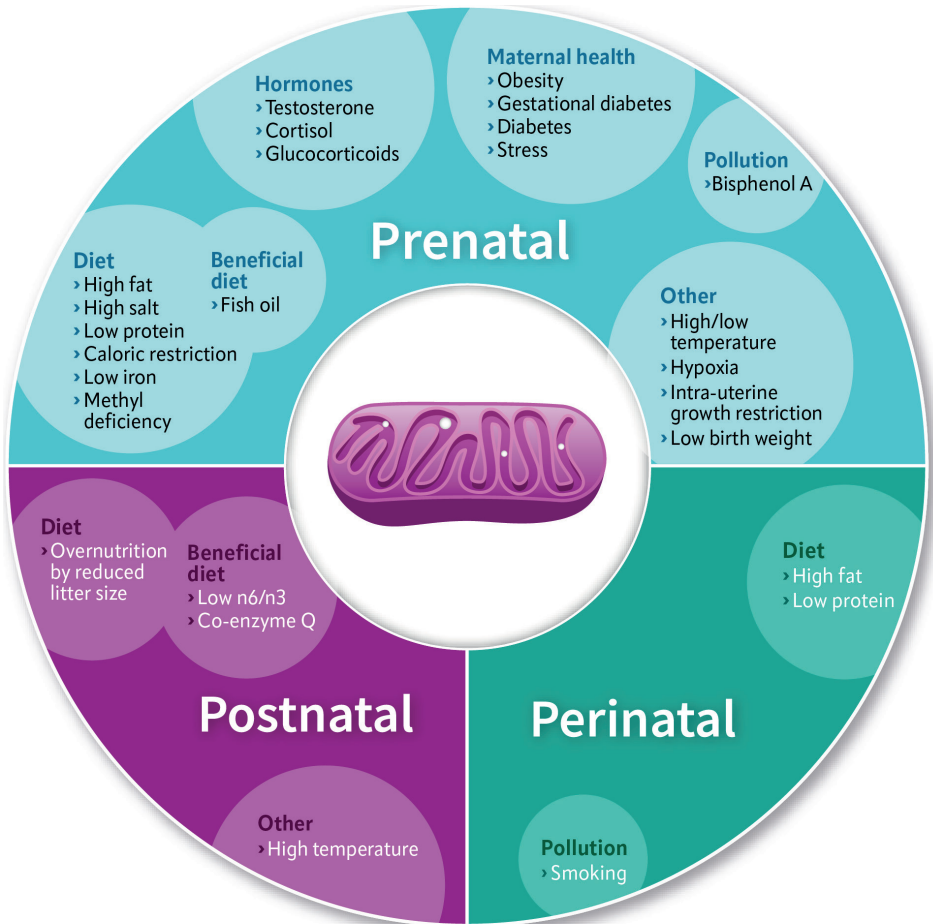 Hormones
› Testosterone
› Cortisol
› Glucocorticoids
Maternal health
› Obesity
› Gestational diabetes
› Diabetes
› Stress
Pollution
› Bisphenol A
Prenatal
Diet
› High fat
› High salt
› Low protein
› Caloric restriction
› Low iron
› Methyl
deficiency
Beneficial
diet
› Fish oil
Other
› High/low
temperature
› Hypoxia
› Intra-uterine
growth restriction
› Low birth weight
Diet
› Overnutrition
by reduced
litter size
Beneficial
diet
› Low n6/n3
› Co-enzyme Q
Postnatal
Other
› High temperature
Diet
› High fat
› Low protein
Perinatal
Pollution
› Smoking